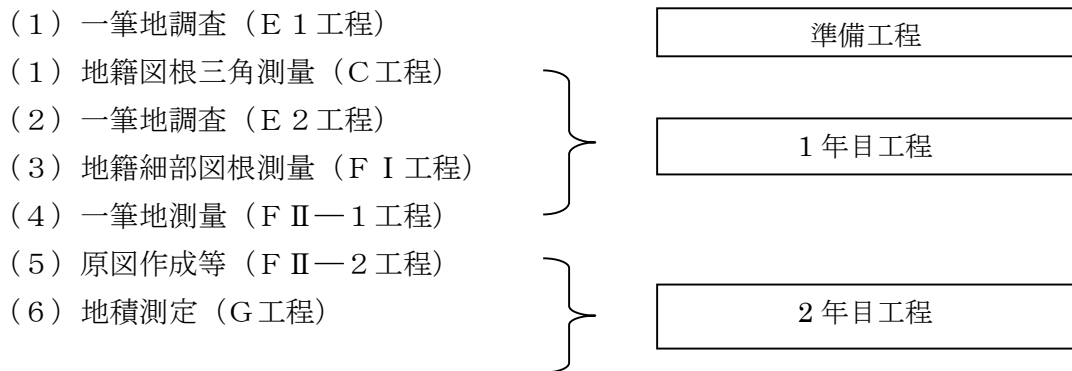 (1)一筆地調査(E1工程)
準備工程
(1)地籍図根三角測量(C工程)
(2)一筆地調査(E2工程)
1年目工程
(3)地籍細部図根測量(FⅠ工程)
(4)一筆地測量(FⅡ―1工程)
(5)原図作成等(FⅡ―2工程)
(6)地積測定(G工程)
2年目工程